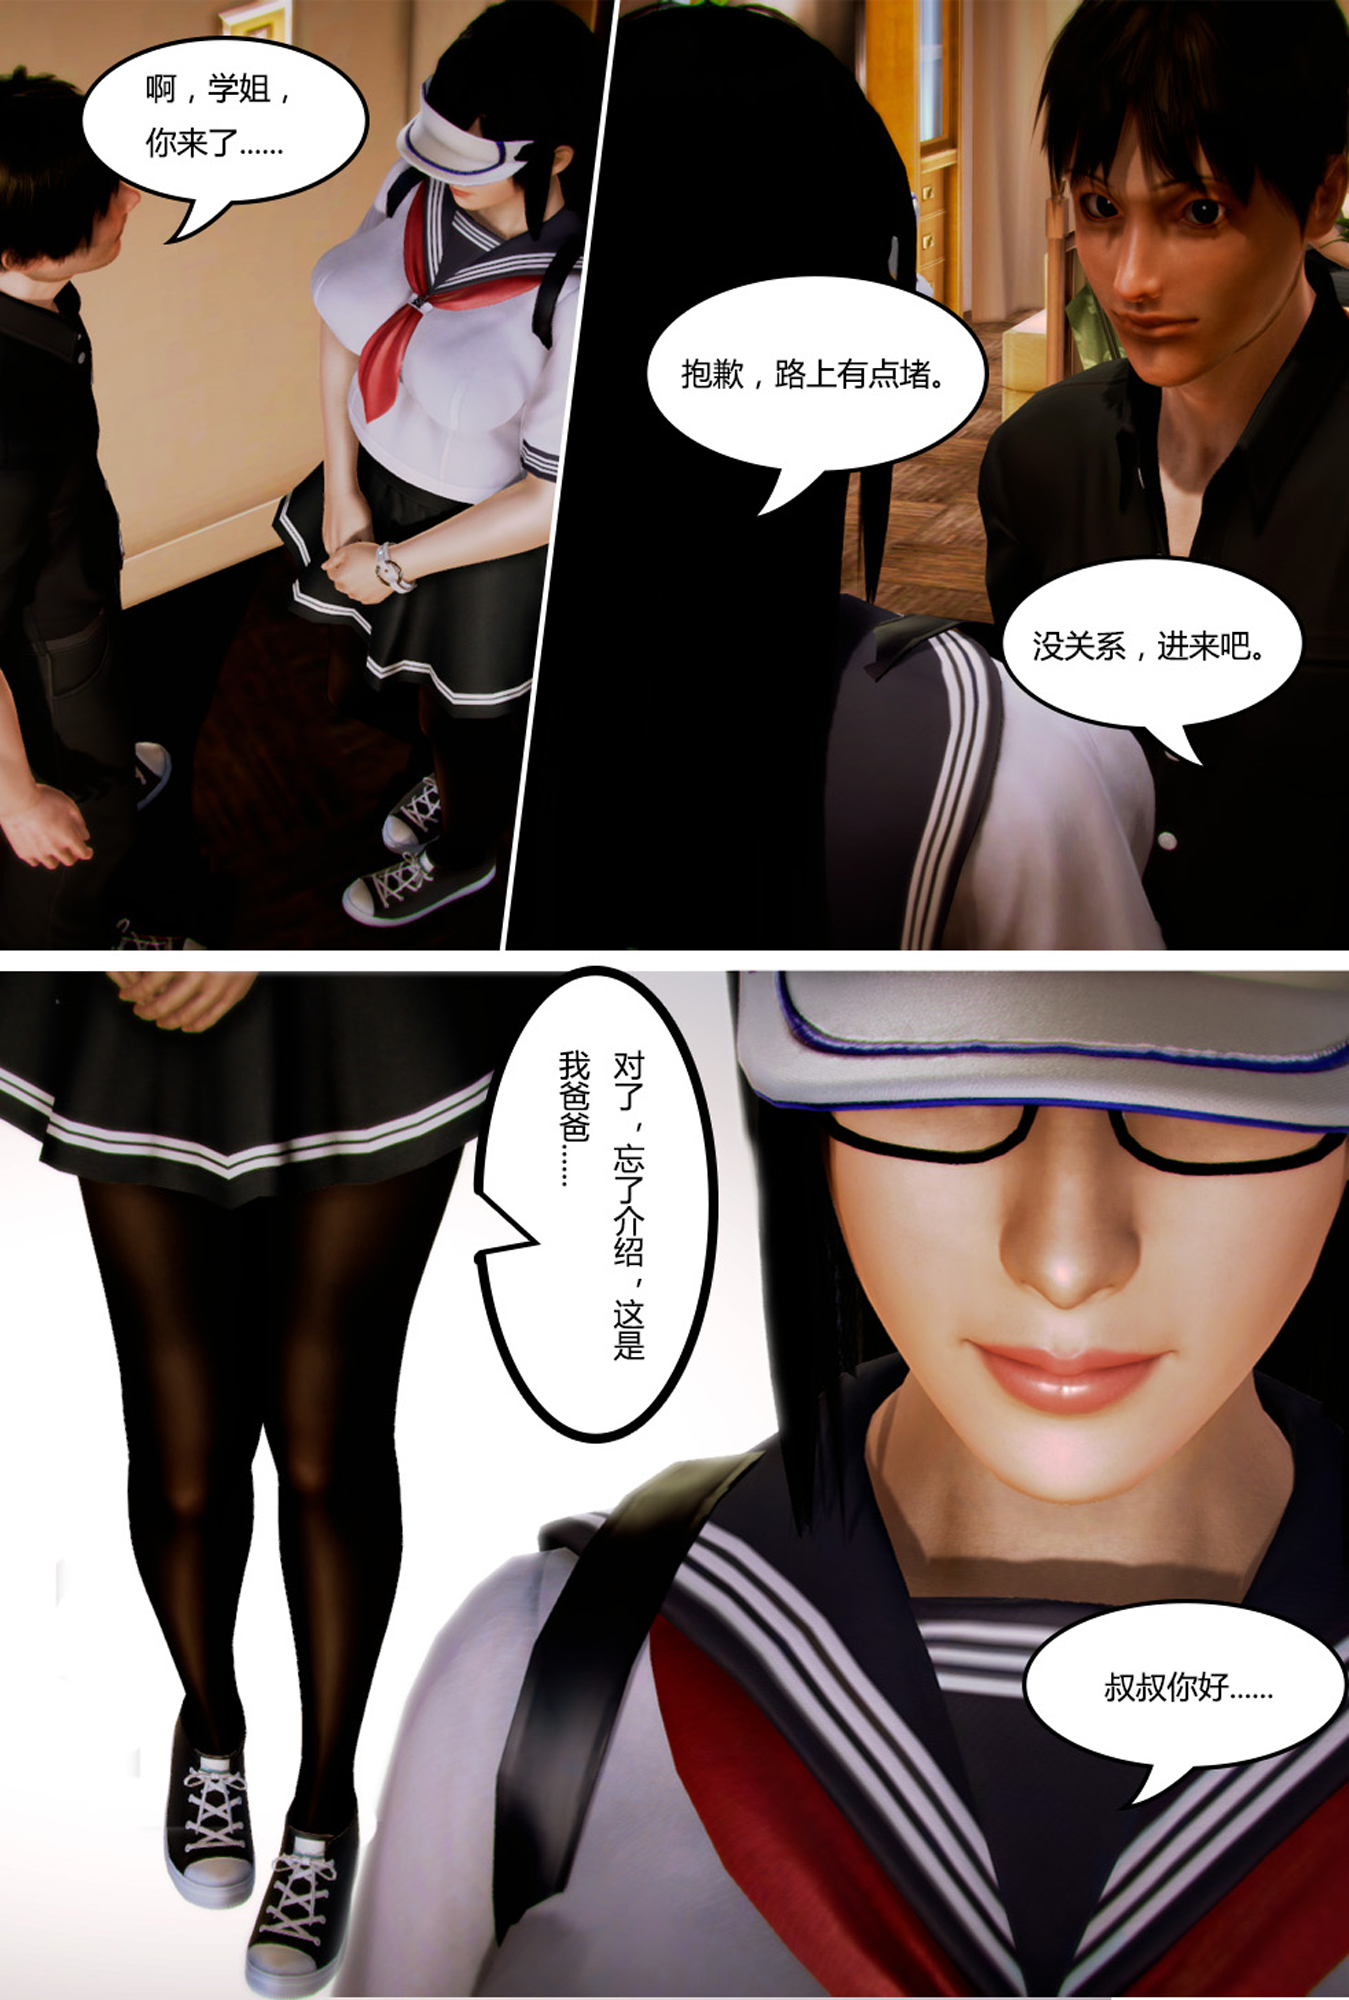 啊，学姐，
你来了……
抱歉，路上有点堵。
没关系，进来吧。
对了，忘了介绍，这是
我爸爸……
叔叔你好……